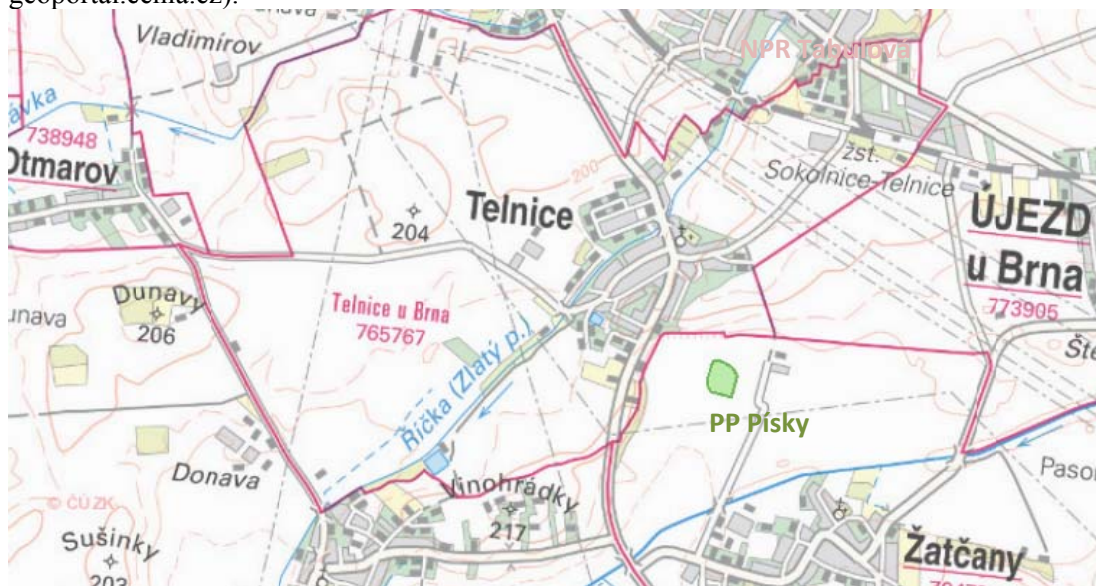 geoportal.cenia.cz).
Vladimírov
NPR Tabulová
738948
Otmarov
200
žst.
Sokolnice-Telnice
Telnice
204
ÚJEZD
u Brna
773905
Dunavy
206
Telnice u Brna
765767
Říčka (Zlatý p.)
PP Písky
Donava
Vinohrádky
217
© ČÚZK
Sušinky
203
Žatčany